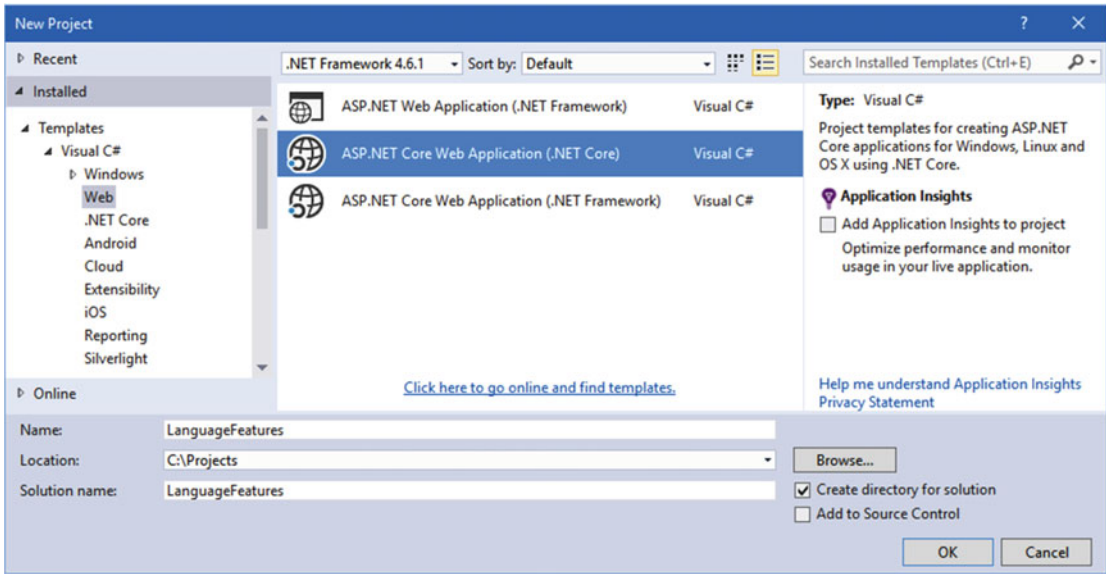 New Project
?
Recent
.NET Framework 4.6.1
Sort by: Default
Search Installed Templates (Ctrl+E)
Installed
Templates
Visual C#
Windows
Web
.NET Core
Android
Cloud
Extensibility
iOS
Reporting
Silverlight
Online
ASP.NET Web Application (.NET Framework) Visual C#
ASP.NET Core Web Application (.NET Core) Visual C#
ASP.NET Core Web Application (.NET Framework) Visual C#
Click here to go online and find templates.
Type: Visual C#
Project templates for creating ASP.NET
Core applications for Windows, Linux and
OS X using .NET Core.
Application Insights
Add Application Insights to project
Optimize performance and monitor
usage in your live application.
Help me understand Application Insights
Privacy Statement
Name: LanguageFeatures
Location: C:\Projects
Browse...
Solution name: LanguageFeatures
Create directory for solution
Add to Source Control
OK
Cancel